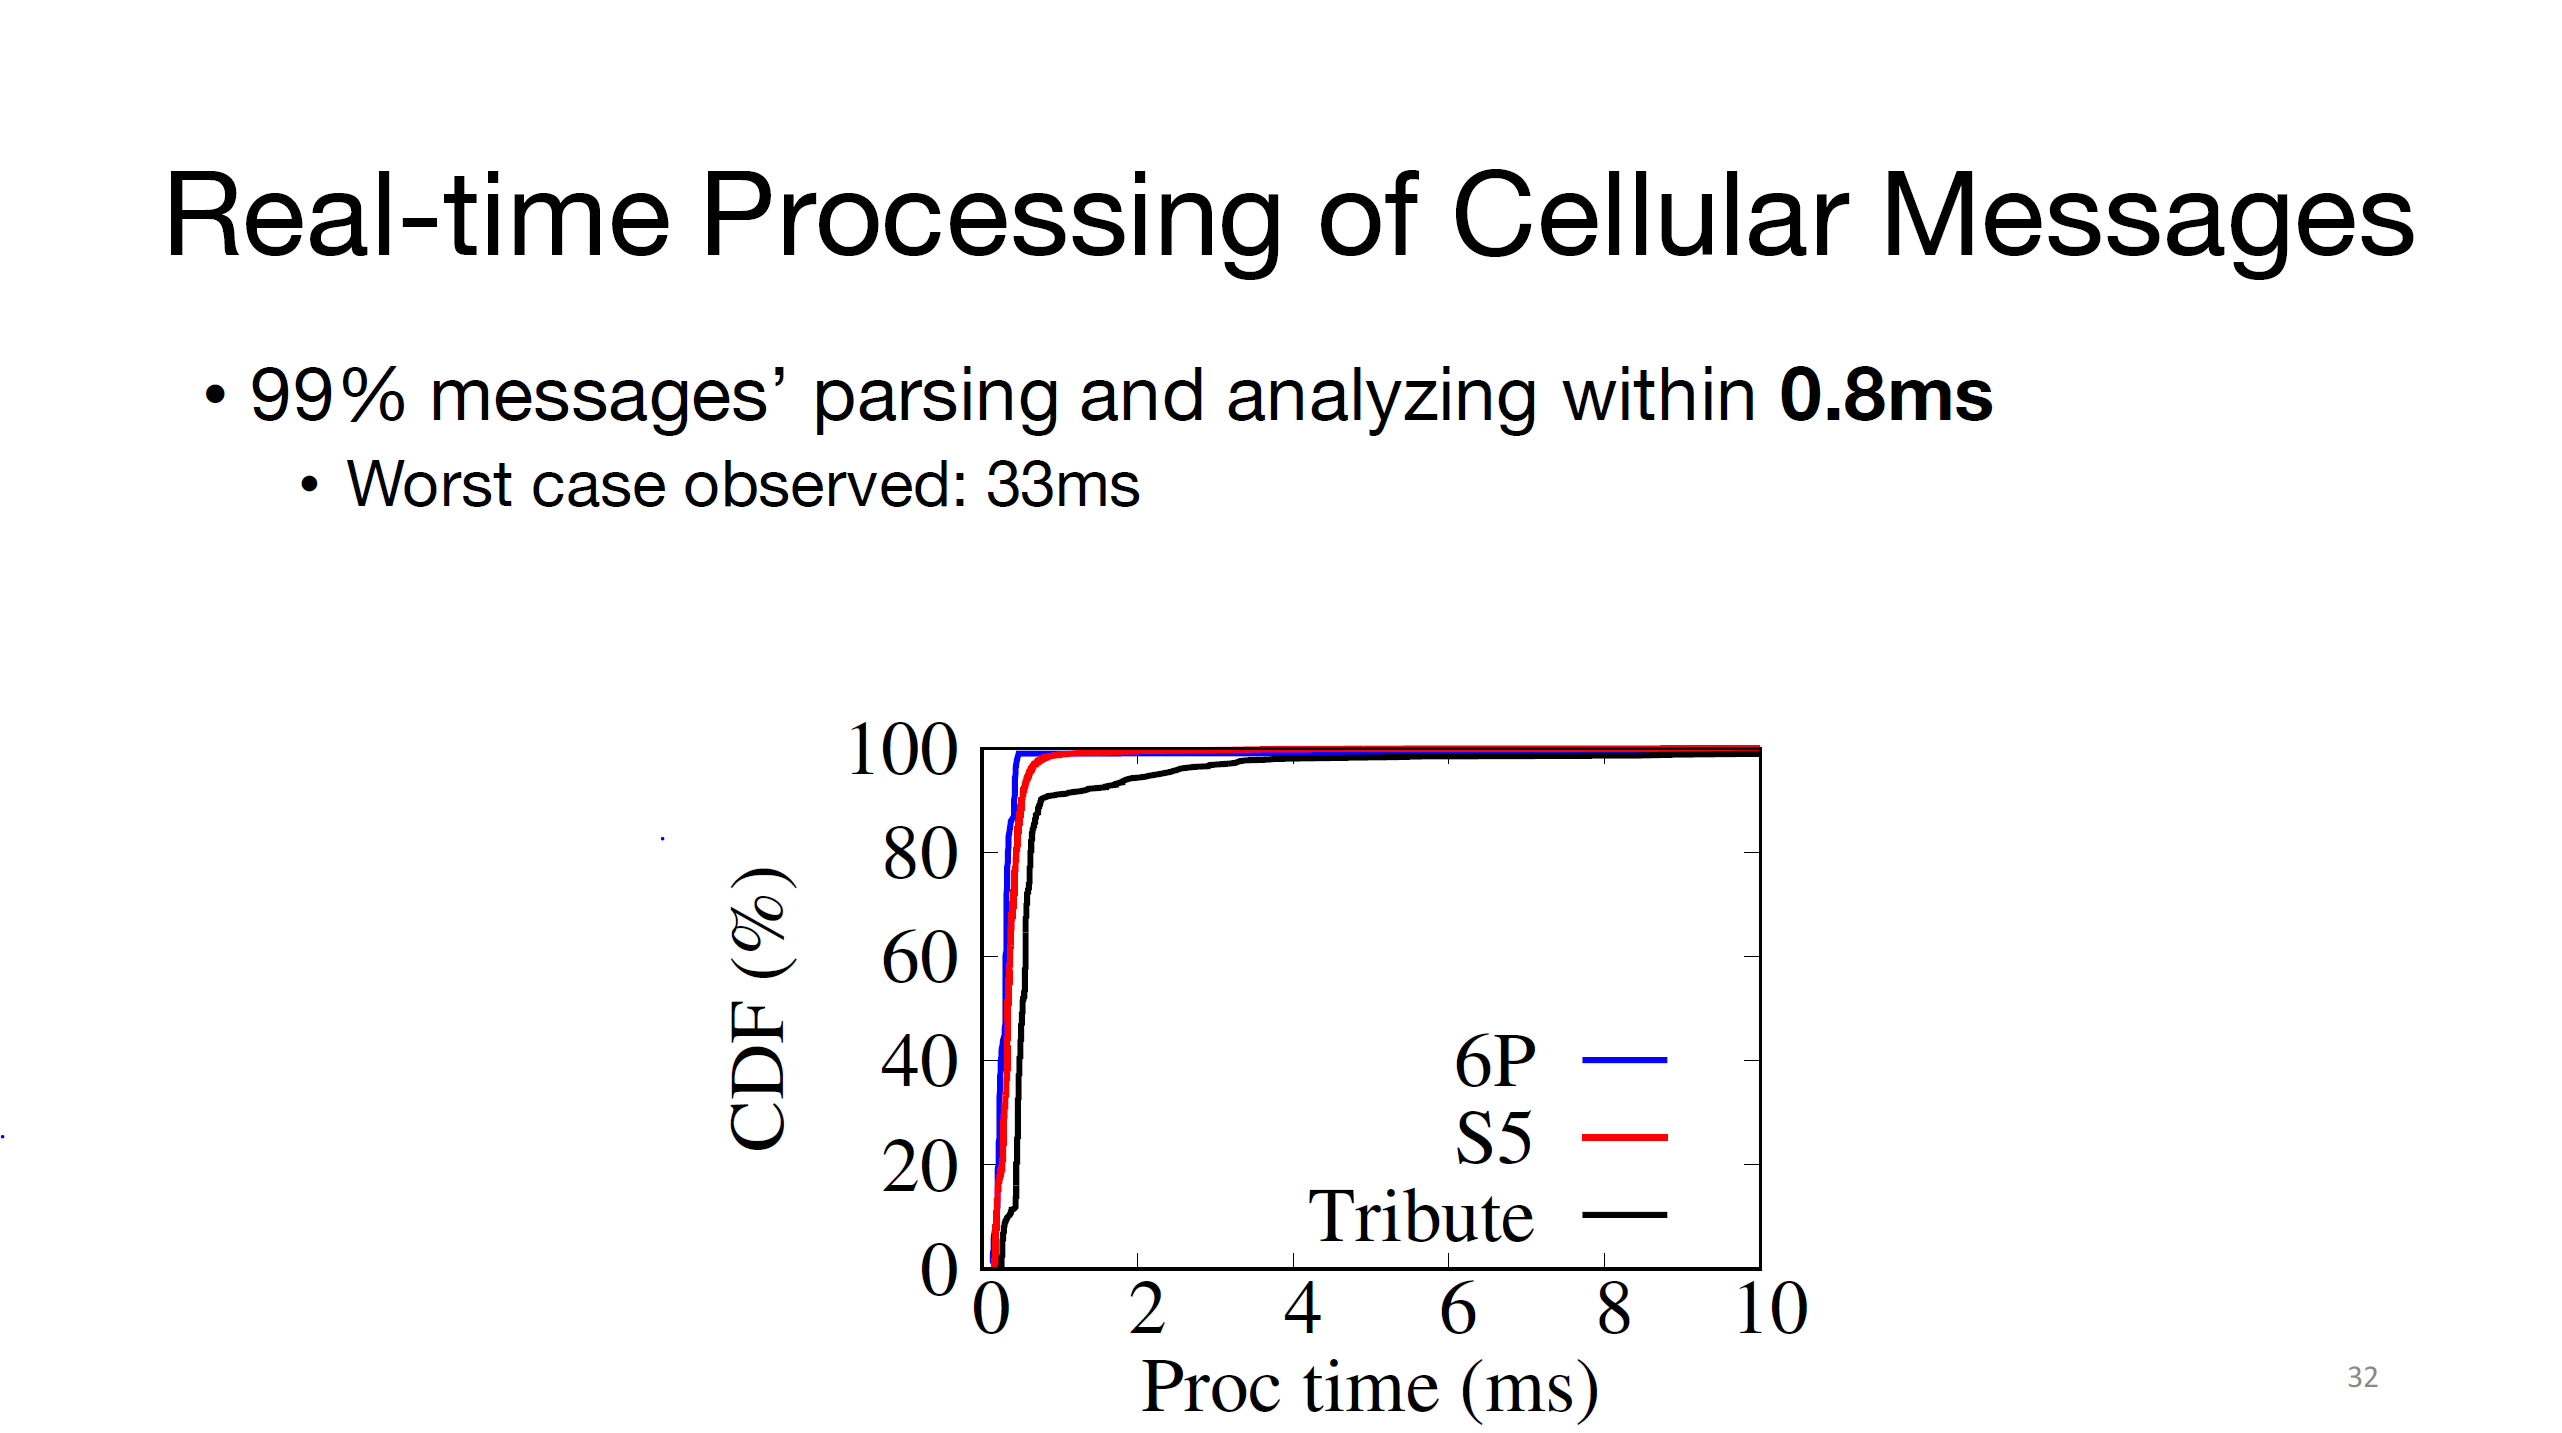 Real-time Processing of Cellular Messages
• 99% messages’ parsing and analyzing within 0.8ms
• Worst case observed: 33ms
CDF (%)
100
80
60
40
20
0
6P
S5
Tribute
0 2 4 6 8 10
Proc time (ms)
32